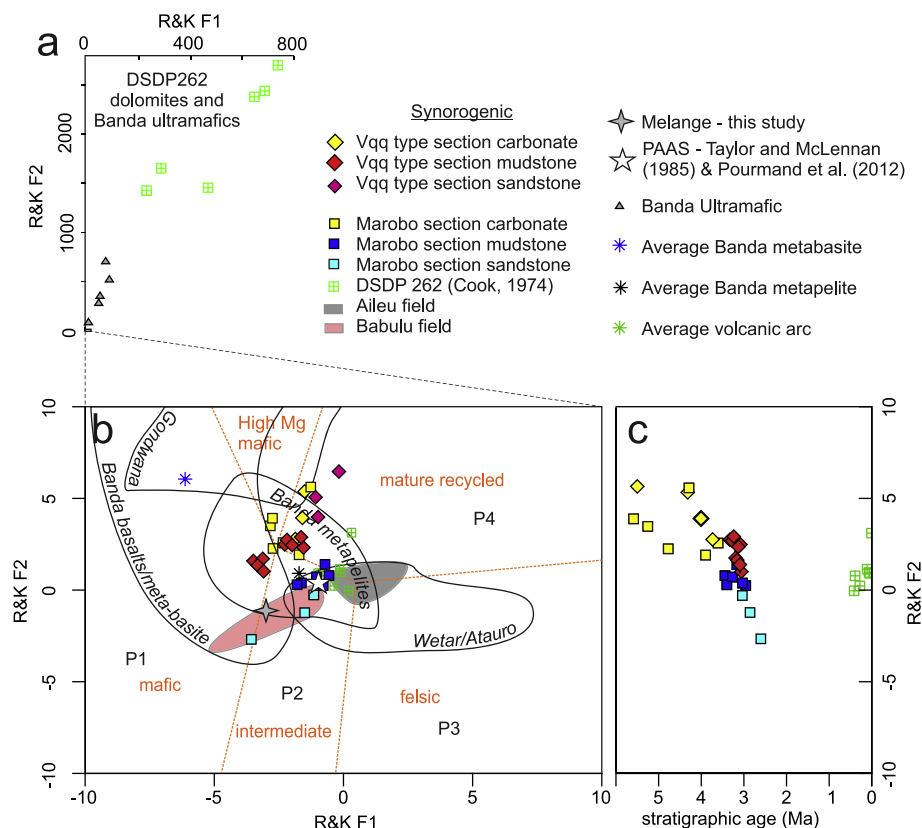 R&K F1
0 400 800
a
DSDP262
dolomites and
Banda ultramafics
R&K F2
0 1000 2000
Synorogenic
Vqq type section carbonate
Vqq type section mudstone
Vqq type section sandstone
Marobo section carbonate
Marobo section mudstone
Marobo section sandstone
DSDP 262 (Cook, 1974)
Aileu field
Babulu field
Melange - this study
PAAS - Taylor and McLennan
(1985) & Pourmand et al. (2012)
Banda Ultramafic
Average Banda metabasite
Average Banda metapelite
Average volcanic arc
b
Gondwana
High Mg
mafic
mature recycled
P4
Banda metapelites
Banda basalts/meta-basite
Wetar/Atauro
P1
mafic
P2
intermediate
felsic
P3
R&K F2
10
5
0
-5
-10
-10 -5 0 5 10
R&K F1
c
10
5
0
-5
-10
R&K F2
5 4 3 2 1 0
stratigraphic age (Ma)